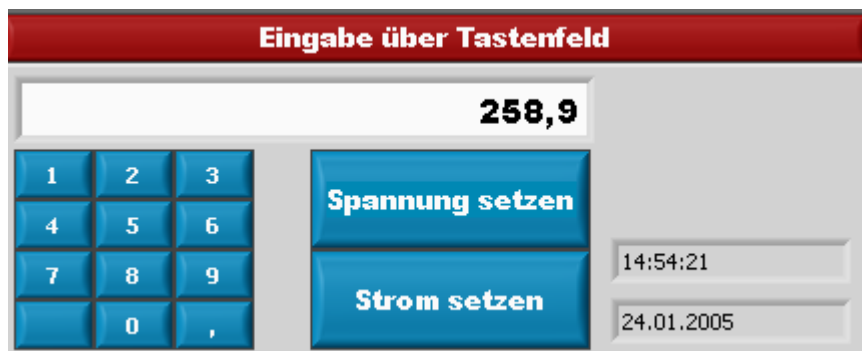 Eingabe über Tastenfeld
258,9
1 2 3
4 5 6
7 8 9
0 ,
Spannung setzen
Strom setzen
14:54:21
24.01.2005